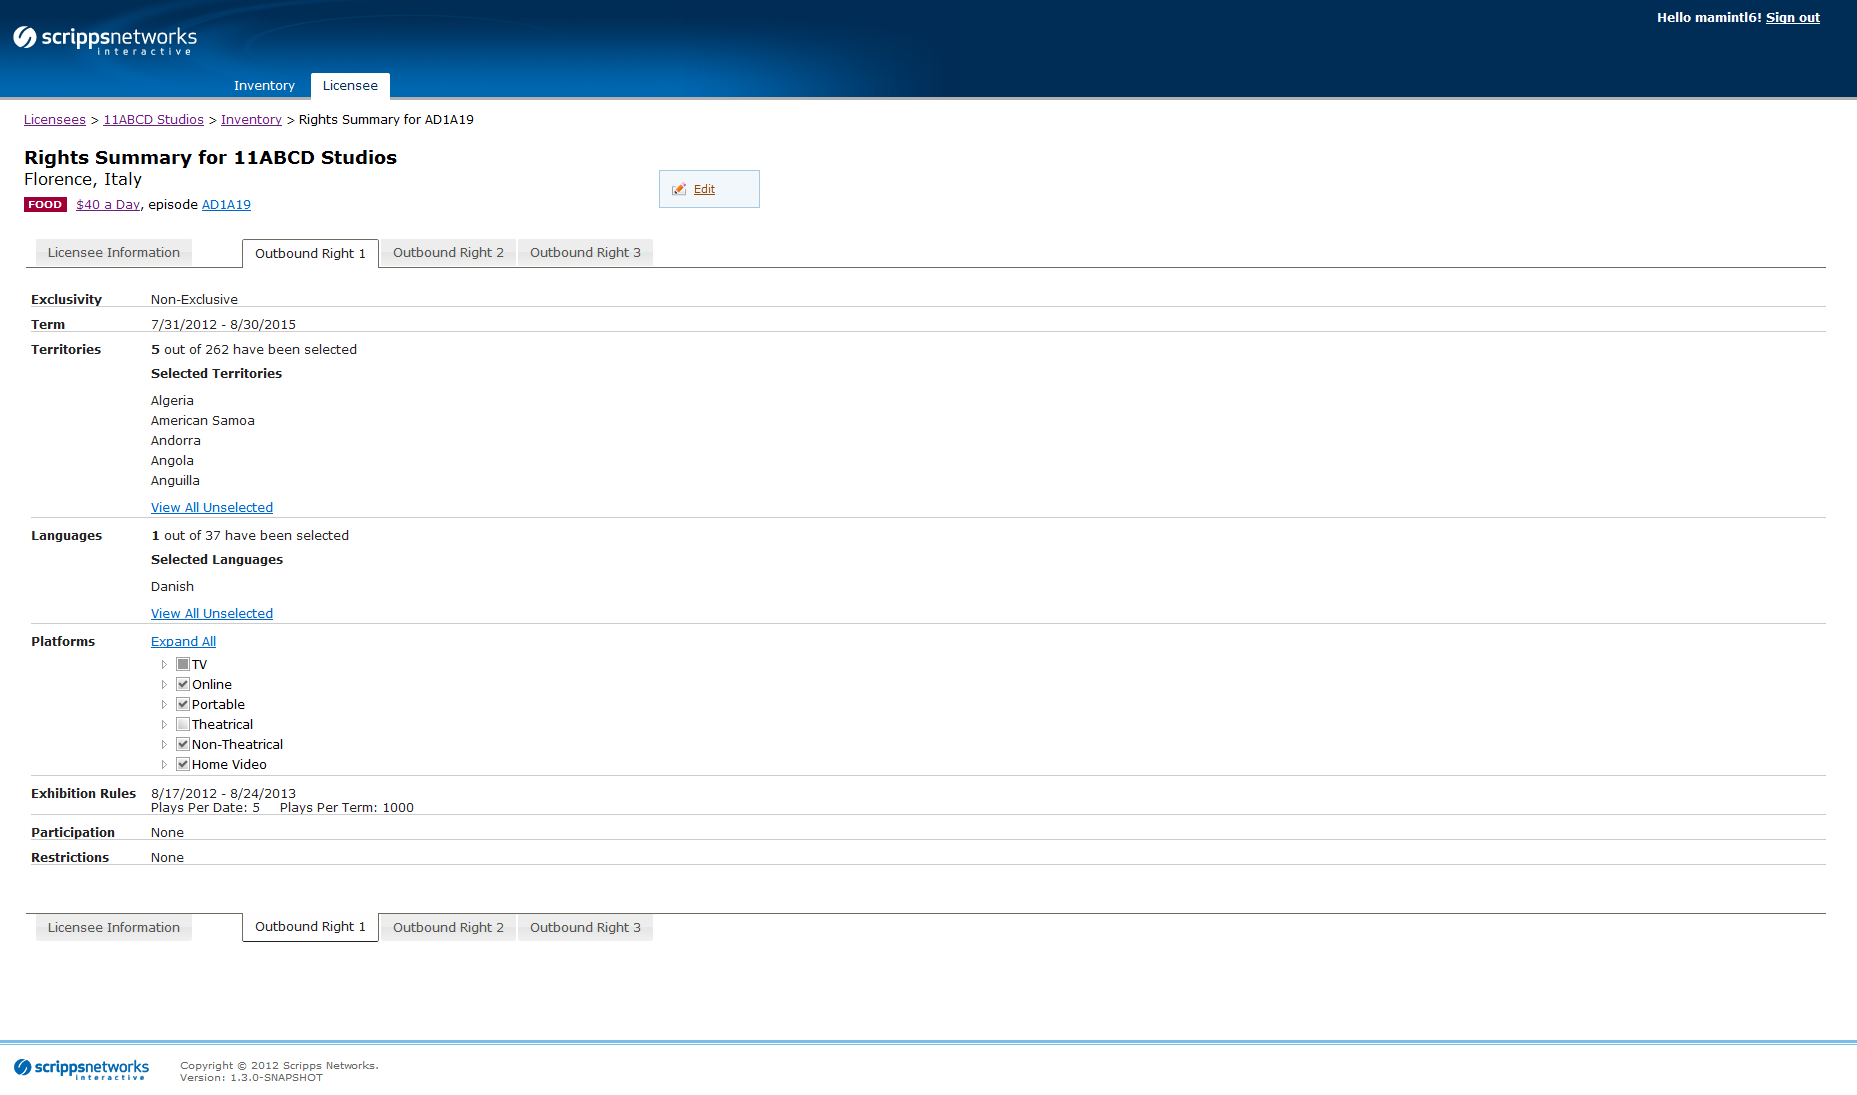 Hello mamintl6! Sign out
scrippsnetworks
interactive
Inventory Licensee
Licensees > 11ABCD Studios > Inventory > Rights Summary for AD1A19
Rights Summary for 11ABCD Studios
Florence, Italy
Edit
FOOD $40 a Day, episode AD1A19
Licensee Information Outbound Right 1 Outbound Right 2 Outbound Right 3
Exclusivity Non-Exclusive
Term 7/31/2012 - 8/30/2015
Territories 5 out of 262 have been selected
Selected Territories
Algeria
American Samoa
Andorra
Angola
Anguilla
View All Unselected
Languages 1 out of 37 have been selected
Selected Languages
Danish
View All Unselected
Platforms Expand All
TV
Online
Portable
Theatrical
Non-Theatrical
Home Video
Exhibition Rules 8/17/2012 - 8/24/2013
Plays Per Date: 5 Plays Per Term: 1000
Participation None
Restrictions None
Licensee Information Outbound Right 1 Outbound Right 2 Outbound Right 3
scrippsnetworks
interactive
Copyright © 2012 Scripps Networks.
Version: 1.3.0-SNAPSHOT